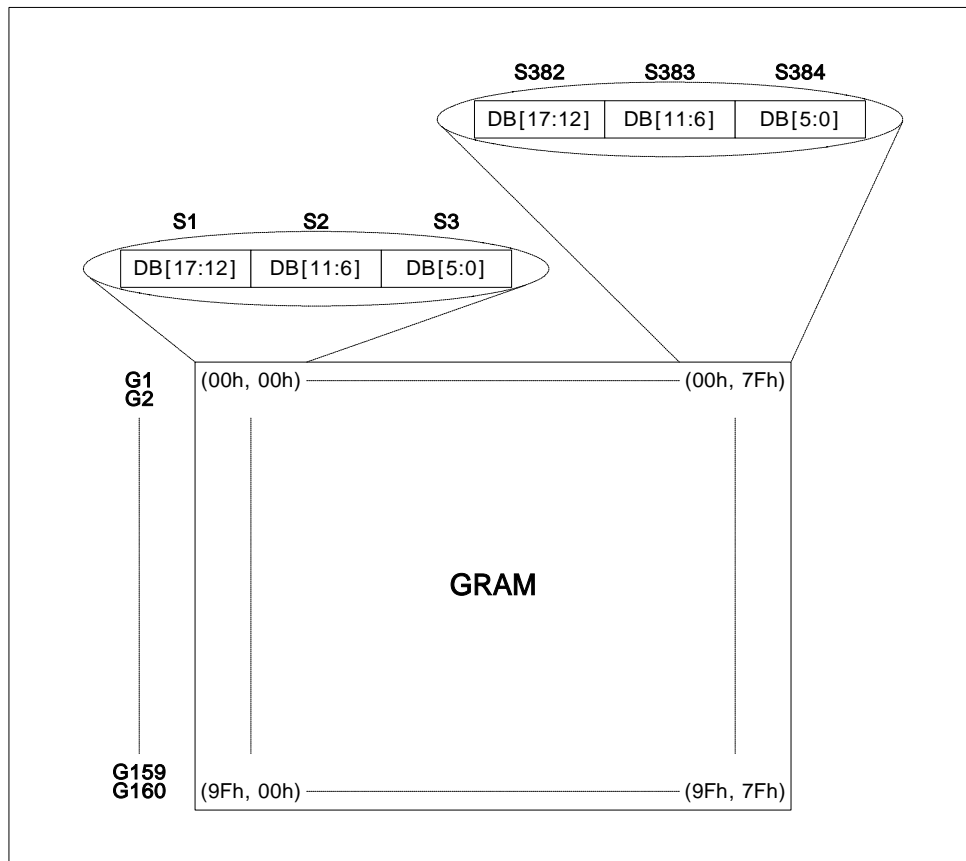 S382 S383 S384
DB[17:12] DB[11:6] DB[5:0]
S1 S2 S3
DB[17:12] DB[11:6] DB[5:0]
G1 (00h, 00h) (00h, 7Fh)
G2
GRAM
G159
G160 (9Fh, 00h) (9Fh, 7Fh)